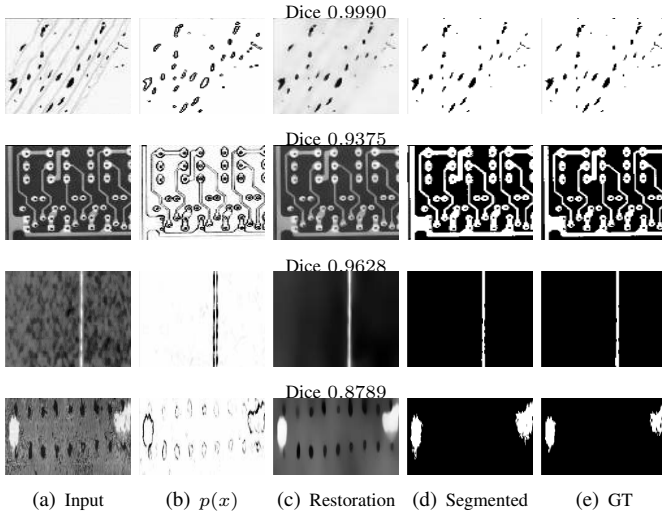 Dice 0.9990
Dice 0.9375
Dice 0.9628
Dice 0.8789
(a) Input (b) p(x) (c) Restoration (d) Segmented (e) GT